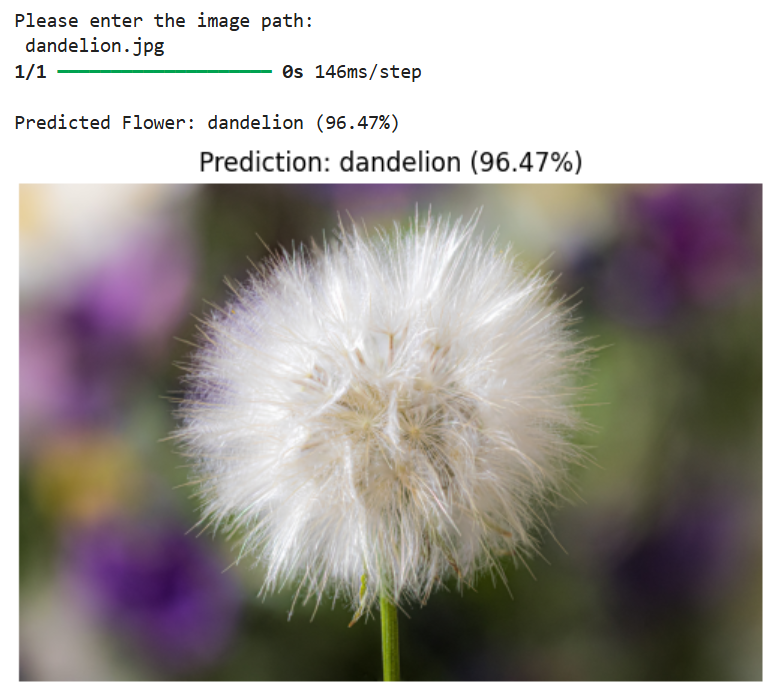 Please enter the image path:
dandelion.jpg
1/1 ━━━━━━━━━━━━━━━━━━━━ 0s 146ms/step
Predicted Flower: dandelion (96.47%)
Prediction: dandelion (96.47%)